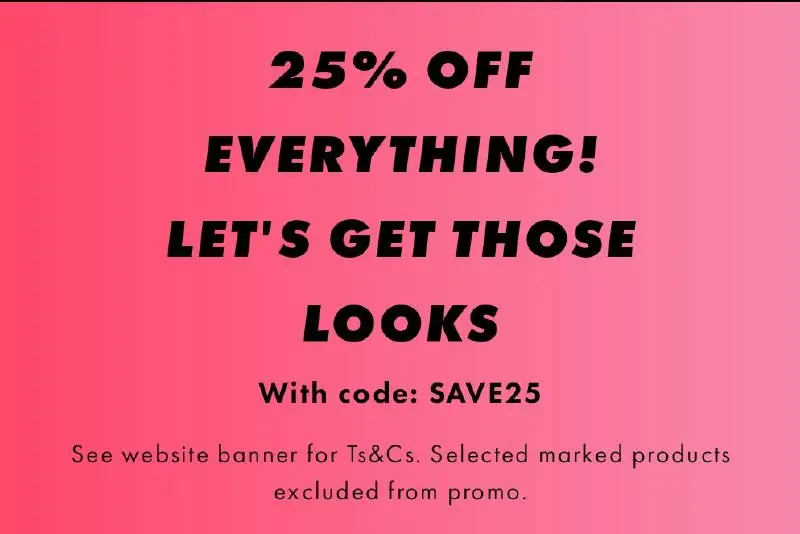 25% OFF
EVERYTHING!
LET'S GET THOSE
LOOKS
With code: SAVE25
See website banner for Ts&Cs. Selected marked products
excluded from promo.